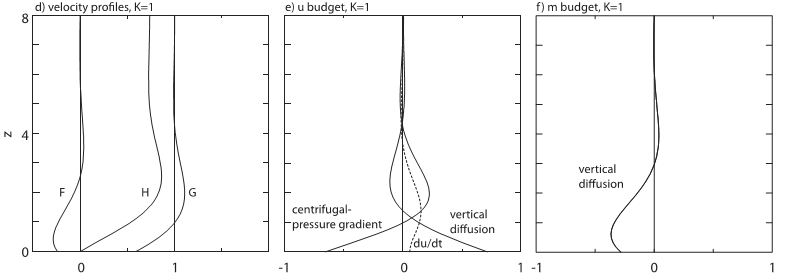 d) velocity profiles, K=1
e) u budget, K=1
f) m budget, K=1
8
z
4
0
F
H
G
0
1
centrifugal-
pressure gradient
vertical
diffusion
du/dt
-1
0
1
vertical
diffusion
-1
0
1